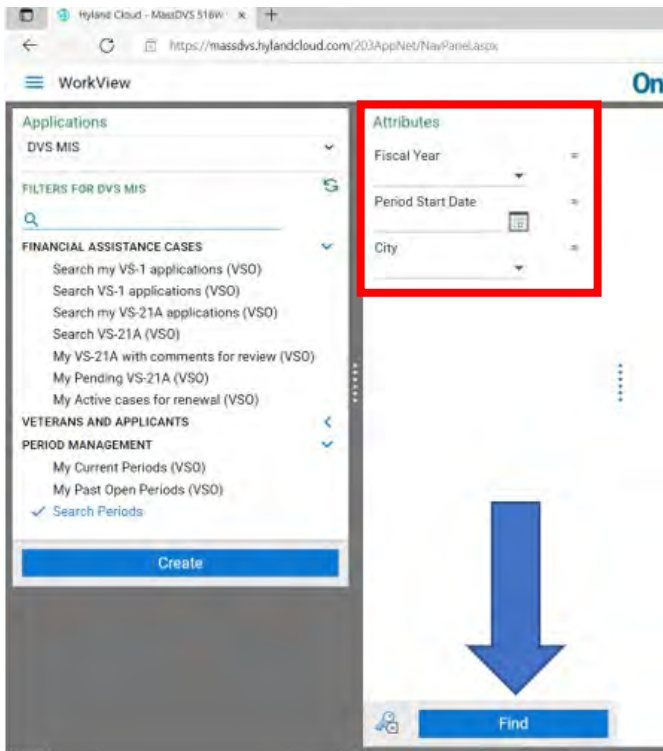 Hyland Cloud - MassDVS 516W
https://massdvs.hylandcloud.com/203AppNet/NavPanel.aspx
WorkView
On
Applications
DVS MIS
FILTERS FOR DVS MIS
FINANCIAL ASSISTANCE CASES
Search my VS-1 applications (VSO)
Search VS-1 applications (VSO)
Search my VS-21A applications (VSO)
Search VS-21A (VSO)
My VS-21A with comments for review (VSO)
My Pending VS-21A (VSO)
My Active cases for renewal (VSO)
VETERANS AND APPLICANTS
PERIOD MANAGEMENT
My Current Periods (VSO)
My Past Open Periods (VSO)
Search Periods
Create
Attributes
Fiscal Year =
Period Start Date =
City =
Find